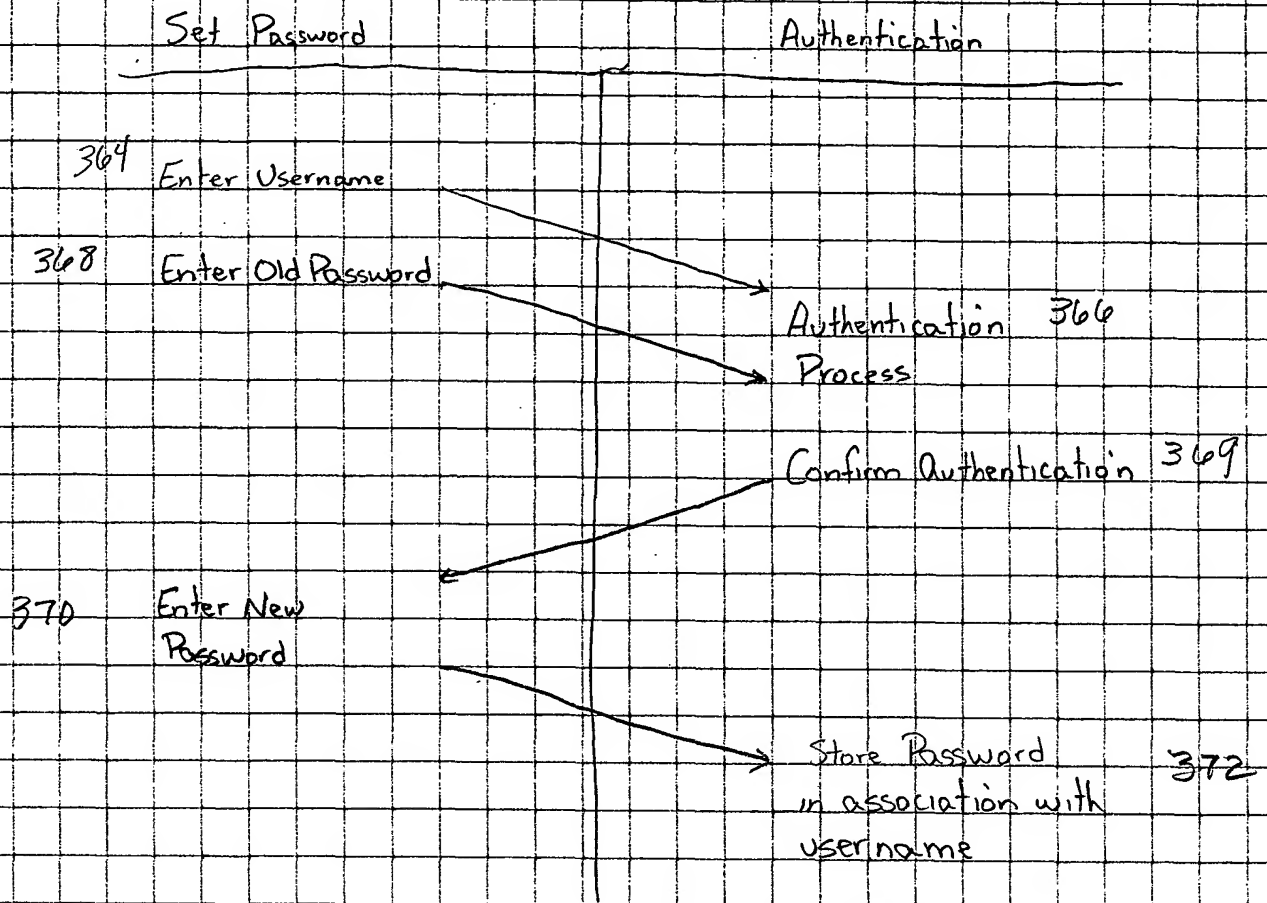 Set Password
Authentication
364 Enter Username
368 Enter Old Password
Authentication 366
Process
Confirm Authentication 369
370 Enter New
Password
Store Password 372
in association with
username